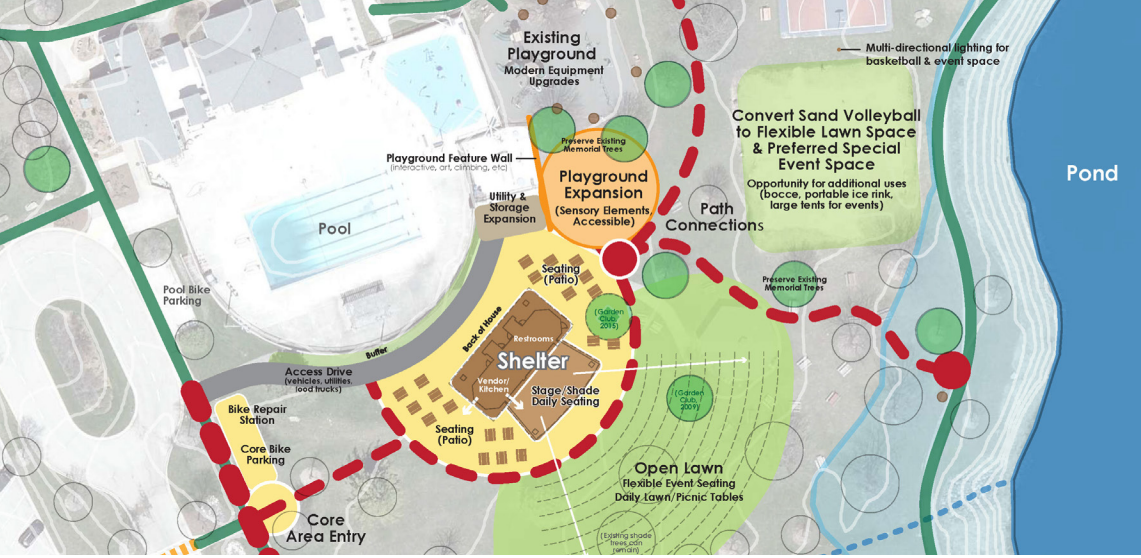 Existing
Playground
Modern Equipment
Upgrades
Multi-directional lighting for
basketball & event space
Convert Sand Volleyball
to Flexible Lawn Space
& Preferred Special
Event Space
Opportunity for additional uses
(bocce, portable ice rink,
large tents for events)
Pond
Preserve Existing
Memorial Trees
Playground Feature Wall
(interactive, art, climbing, etc)
Playground
Expansion
(Sensory Elements,
Accessible)
Utility &
Storage
Expansion
Path
Connections
Pool
Seating
(Patio)
Preserve Existing
Memorial Trees
Pool Bike
Parking
(Garden
Club,
2015)
Back of House
Restrooms
Shelter
Buffer
Access Drive
(vehicles, utilities,
food trucks)
Vendor/
Kitchen
Stage/Shade
Daily Seating
(Garden
Club,
2009)
Bike Repair
Station
Seating
(Patio)
Core Bike
Parking
Open Lawn
Flexible Event Seating
Daily Lawn/Picnic Tables
Core
Area Entry
(Existing shade
trees can
remain)